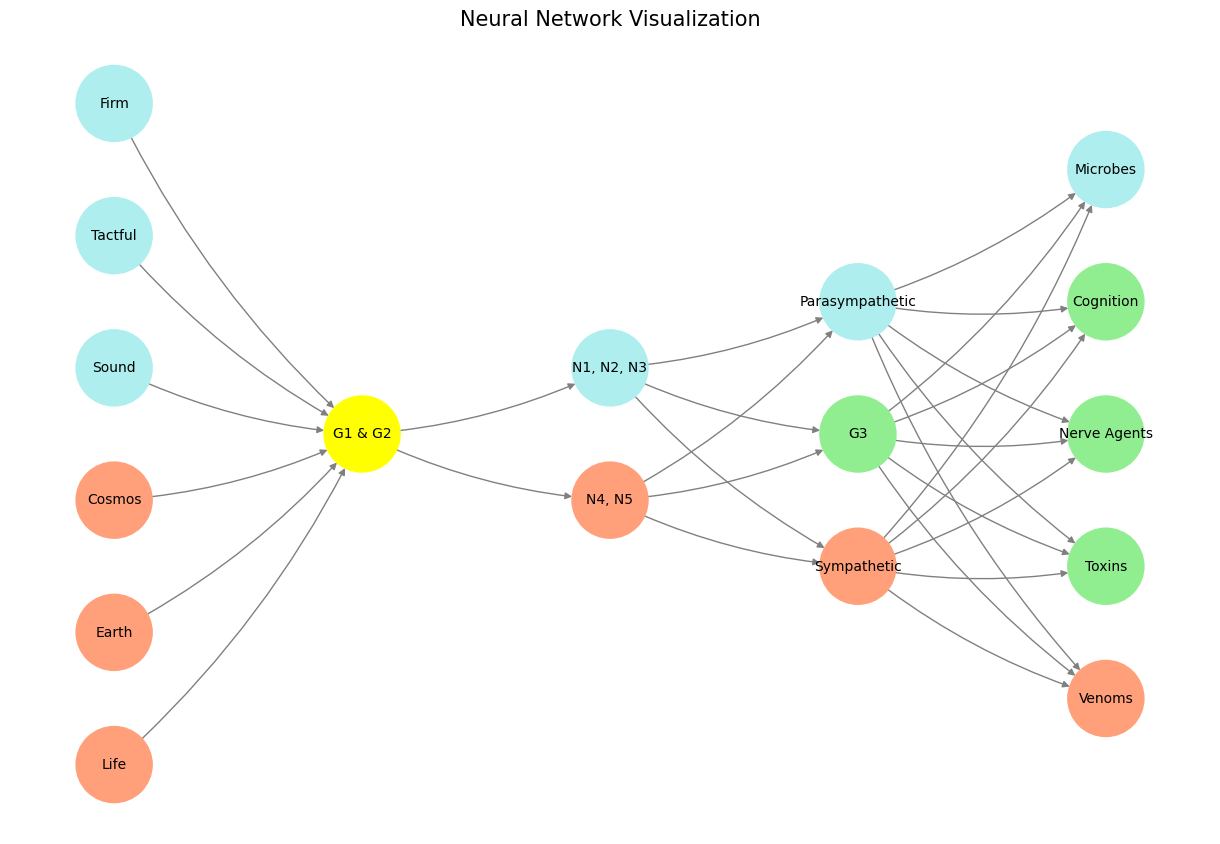 Neural Network Visualization
Firm
Tactful
Sound
Cosmos
Earth
Life
G1 & G2
N1, N2, N3
N4, N5
Parasympathetic
G3
Sympathetic
Microbes
Cognition
Nerve Agents
Toxins
Venoms